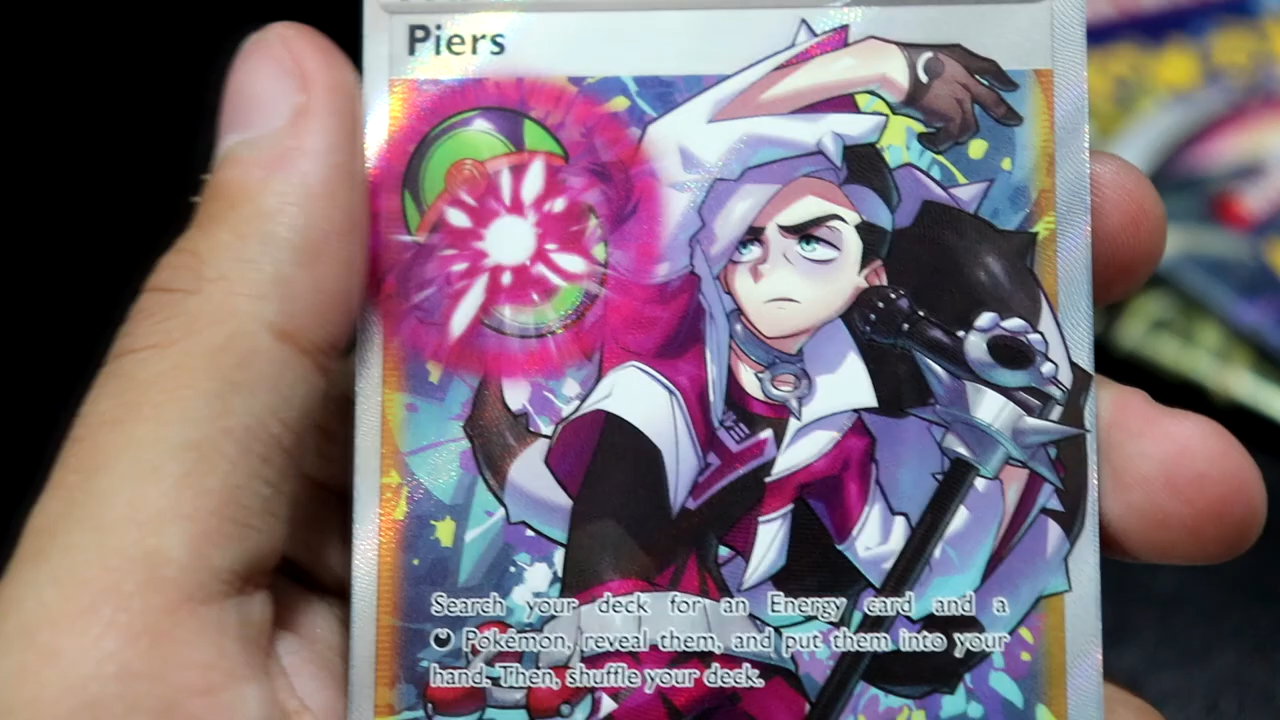 Piers
Search your deck for an Energy card and a
Pokémon, reveal them, and put them into your
hand. Then, shuffle your deck.